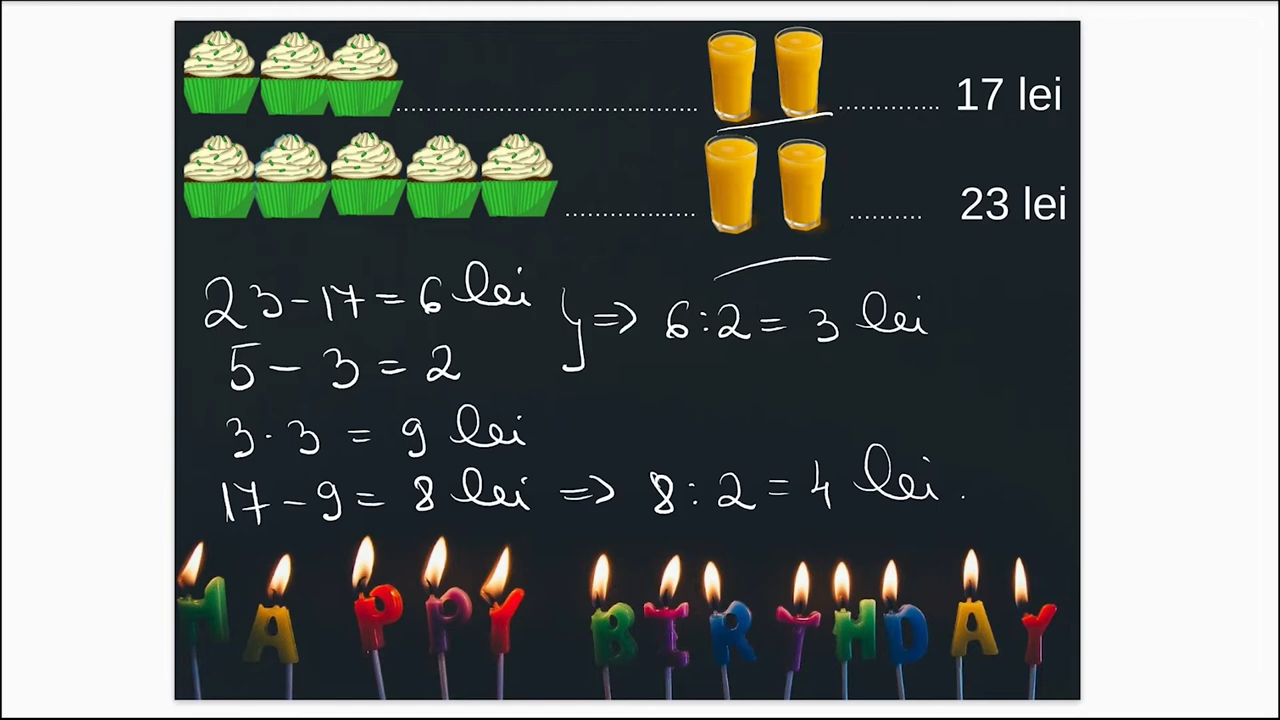 17 lei
23 lei
23-17=6 lei
5-3=2
} => 6:2=3 lei
3·3=9 lei
17-9=8 lei => 8:2=4 lei.
HAPPY BIRTHDAY